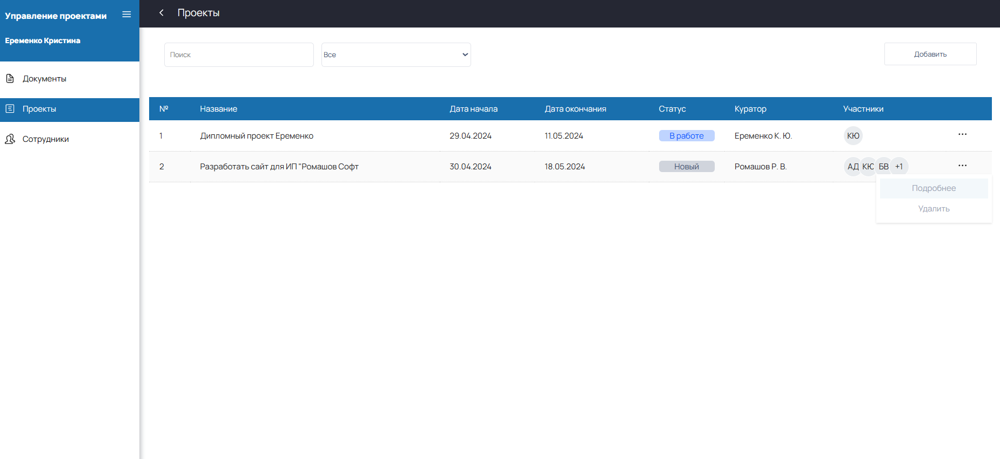 Управление проектами
Еременко Кристина
Документы
Проекты
Сотрудники
Проекты
Поиск
Все
Добавить
№ Название Дата начала Дата окончания Статус Куратор Участники
1 Дипломный проект Еременко 29.04.2024 11.05.2024 В работе Еременко К. Ю. КЮ ...
2 Разработать сайт для ИП "Ромашов Софт 30.04.2024 18.05.2024 Новый Ромашов Р. В. АД КЮ БВ +1 ...
Подробнее
Удалить